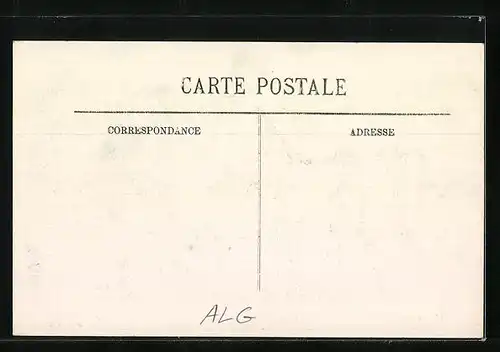 CARTE POSTALE
CORRESPONDANCE
ADRESSE
ALG